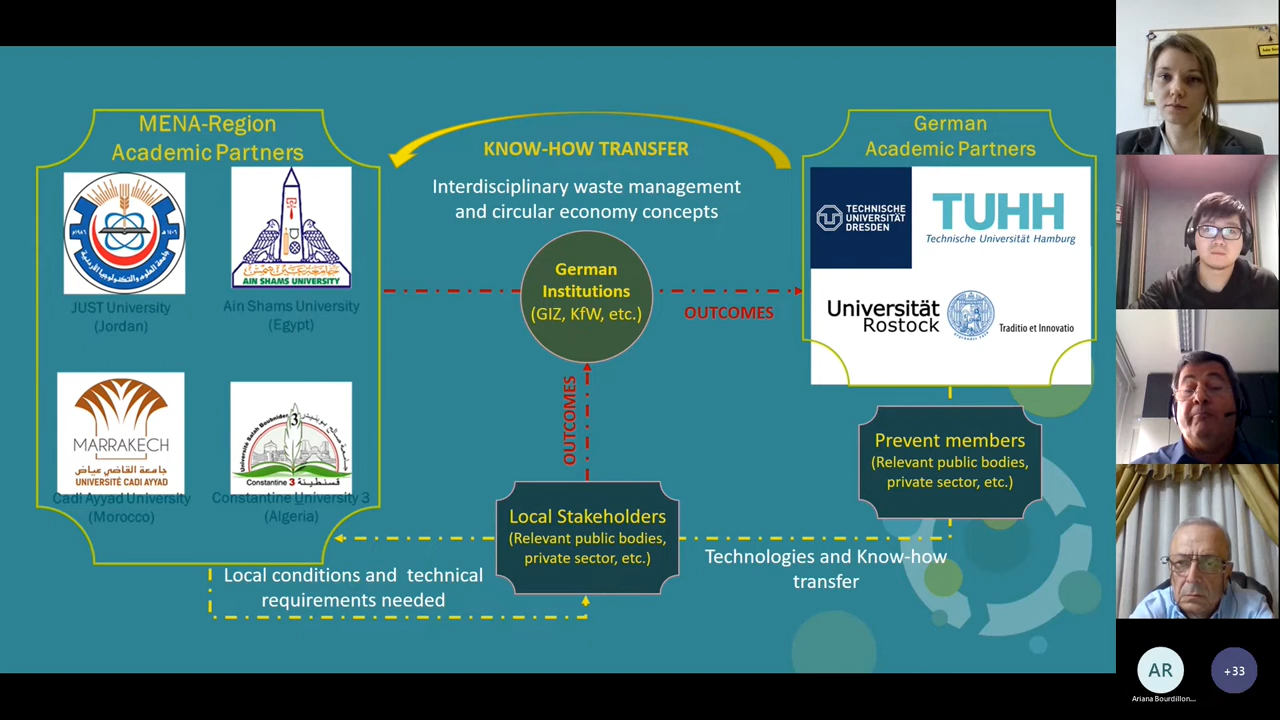 MENA-Region
Academic Partners
AIN SHAMS UNIVERSITY
JUST University
(Jordan)
Ain Shams University
(Egypt)
MARRAKECH
جامعة القاضي عياض
UNIVERSITÉ CADI AYYAD
Cadi Ayyad University
(Morocco)
Constantine 3 قسنطينة
Constantine University 3
(Algeria)
KNOW-HOW TRANSFER
Interdisciplinary waste management
and circular economy concepts
German
Institutions
(GIZ, KfW, etc.)
OUTCOMES
OUTCOMES
German
Academic Partners
TECHNISCHE
UNIVERSITÄT
DRESDEN
TUHH
Technische Universität Hamburg
Universität
Rostock
Traditio et Innovatio
Prevent members
(Relevant public bodies,
private sector, etc.)
Local Stakeholders
(Relevant public bodies,
private sector, etc.)
Technologies and Know-how
transfer
Local conditions and technical
requirements needed
AR
Ariana Bourdillon...
+33